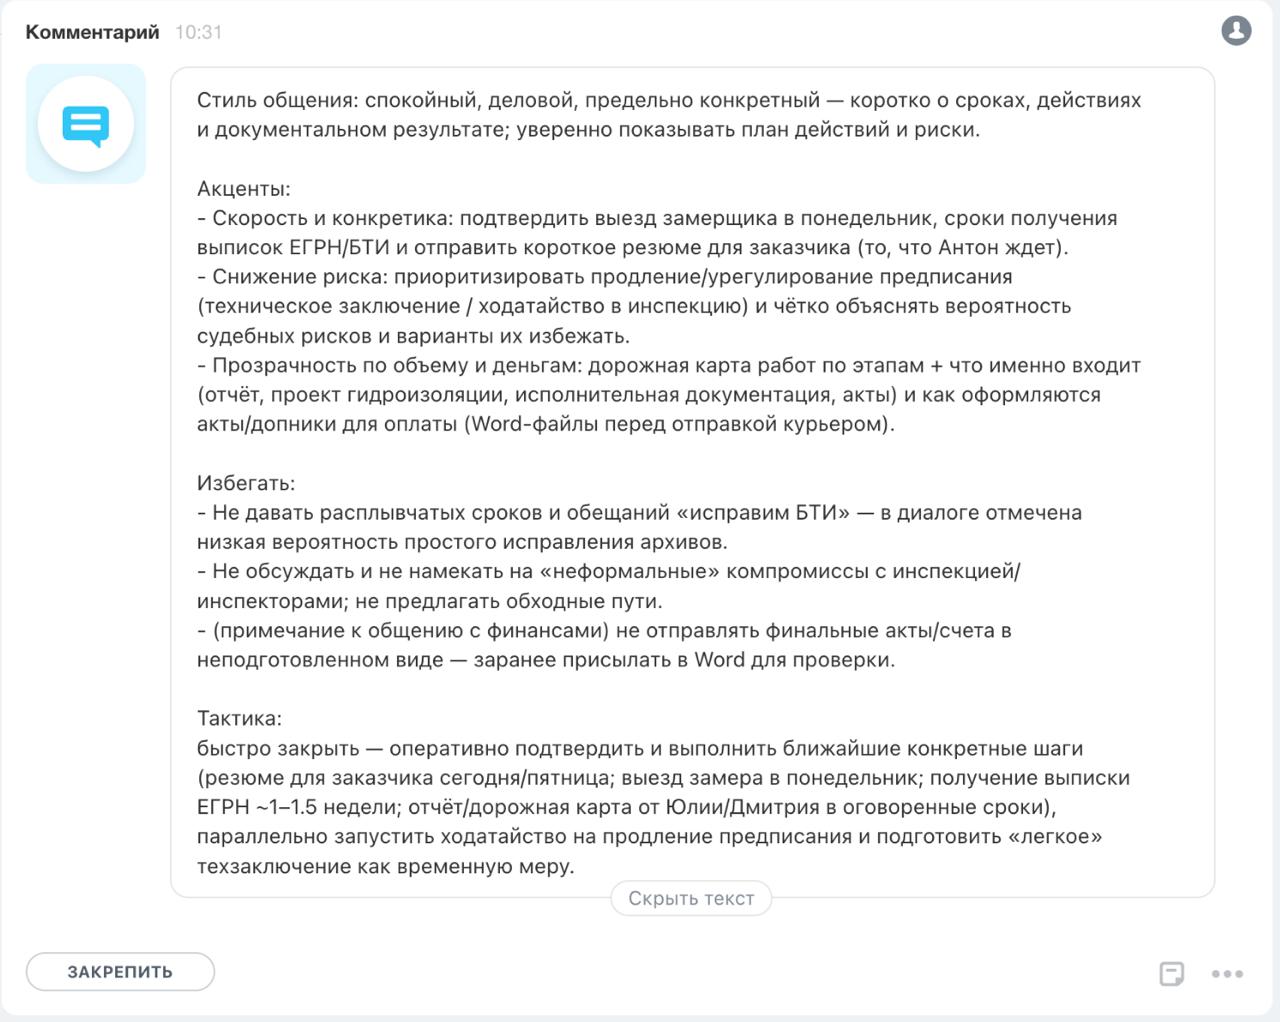 Комментарий 10:31
Стиль общения: спокойный, деловой, предельно конкретный — коротко о сроках, действиях
и документальном результате; уверенно показывать план действий и риски.
Акценты:
- Скорость и конкретика: подтвердить выезд замерщика в понедельник, сроки получения
выписок ЕГРН/БТИ и отправить короткое резюме для заказчика (то, что Антон ждет).
- Снижение риска: приоритизировать продление/урегулирование предписания
(техническое заключение / ходатайство в инспекцию) и чётко объяснять вероятность
судебных рисков и варианты их избежать.
- Прозрачность по объему и деньгам: дорожная карта работ по этапам + что именно входит
(отчёт, проект гидроизоляции, исполнительная документация, акты) и как оформляются
акты/допники для оплаты (Word-файлы перед отправкой курьером).
Избегать:
- Не давать расплывчатых сроков и обещаний «исправим БТИ» — в диалоге отмечена
низкая вероятность простого исправления архивов.
- Не обсуждать и не намекать на «неформальные» компромиссы с инспекцией/
инспекторами; не предлагать обходные пути.
- (примечание к общению с финансами) не отправлять финальные акты/счета в
неподготовленном виде — заранее присылать в Word для проверки.
Тактика:
быстро закрыть — оперативно подтвердить и выполнить ближайшие конкретные шаги
(резюме для заказчика сегодня/пятница; выезд замера в понедельник; получение выписки
ЕГРН ~1–1.5 недели; отчёт/дорожная карта от Юлии/Дмитрия в оговоренные сроки),
параллельно запустить ходатайство на продление предписания и подготовить «легкое»
техзаключение как временную меру.
Скрыть текст
ЗАКРЕПИТЬ